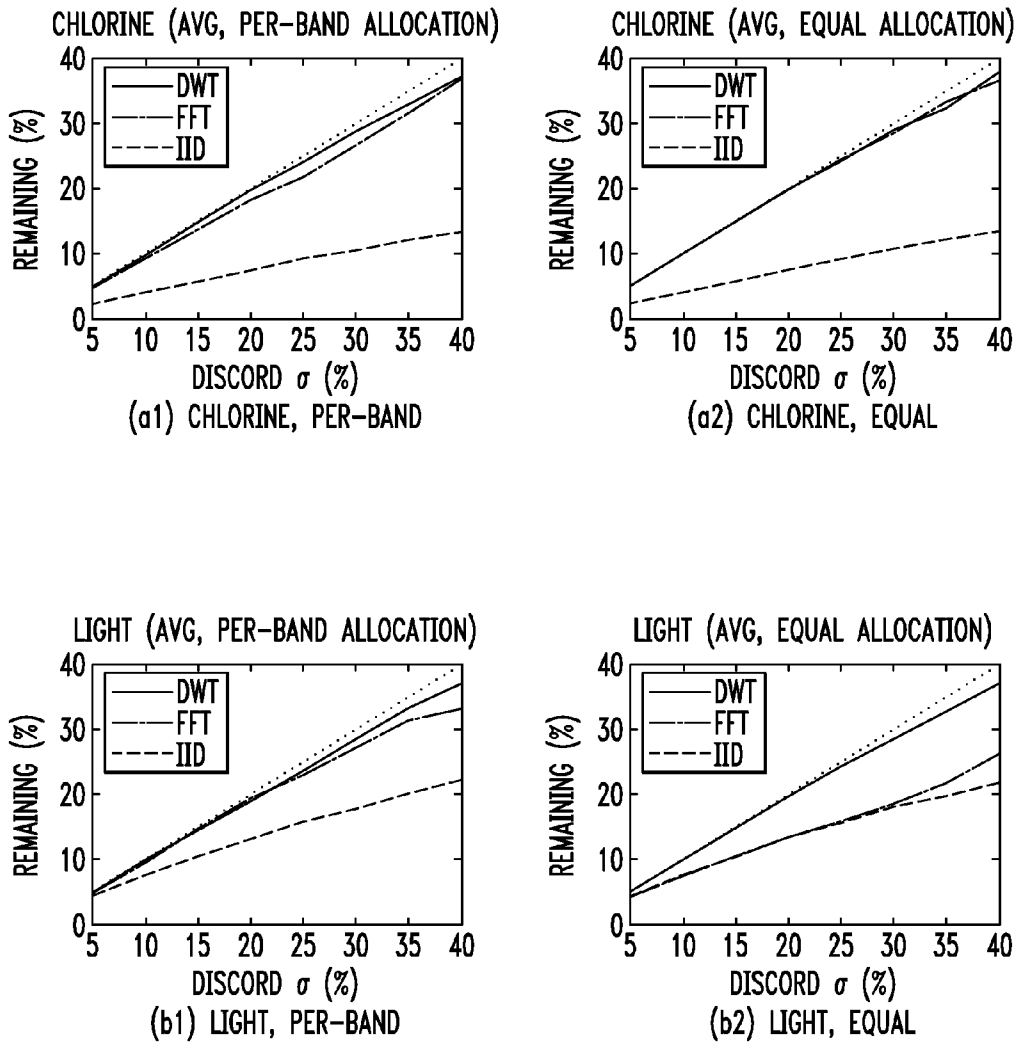 CHLORINE (AVG, PER-BAND ALLOCATION)
REMAINING (%)
40
30
20
10
0
DWT
FFT
IID
5 10 15 20 25 30 35 40
DISCORD σ (%)
(a1) CHLORINE, PER-BAND
CHLORINE (AVG, EQUAL ALLOCATION)
REMAINING (%)
40
30
20
10
0
DWT
FFT
IID
5 10 15 20 25 30 35 40
DISCORD σ (%)
(a2) CHLORINE, EQUAL
LIGHT (AVG, PER-BAND ALLOCATION)
REMAINING (%)
40
30
20
10
0
DWT
FFT
IID
5 10 15 20 25 30 35 40
DISCORD σ (%)
(b1) LIGHT, PER-BAND
LIGHT (AVG, EQUAL ALLOCATION)
REMAINING (%)
40
30
20
10
0
DWT
FFT
IID
5 10 15 20 25 30 35 40
DISCORD σ (%)
(b2) LIGHT, EQUAL